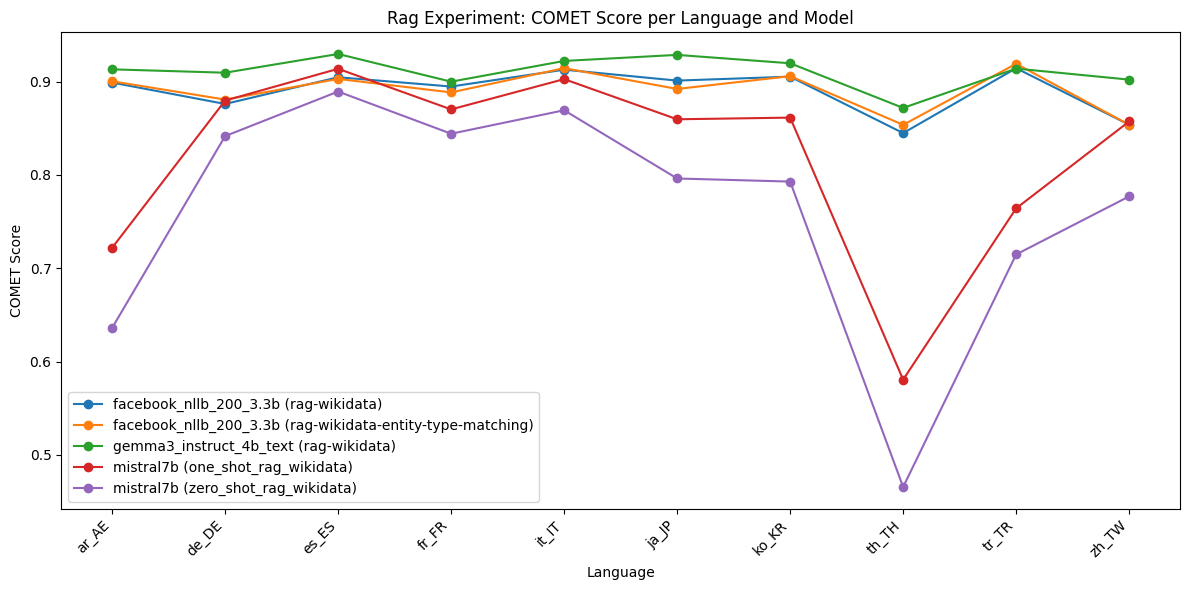 Rag Experiment: COMET Score per Language and Model
COMET Score
0.9
0.8
0.7
0.6
0.5
facebook_nllb_200_3.3b (rag-wikidata)
facebook_nllb_200_3.3b (rag-wikidata-entity-type-matching)
gemma3_instruct_4b_text (rag-wikidata)
mistral7b (one_shot_rag_wikidata)
mistral7b (zero_shot_rag_wikidata)
ar_AE
de_DE
es_ES
fr_FR
it_IT
ja_JP
ko_KR
th_TH
tr_TR
zh_TW
Language